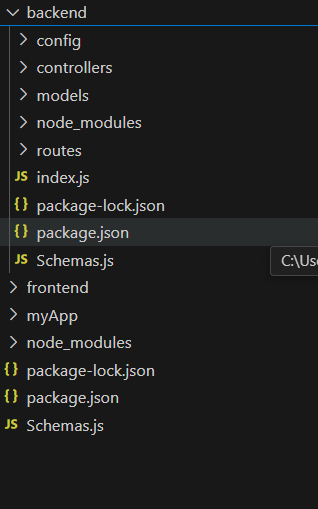 backend
config
controllers
models
node_modules
routes
JS index.js
{} package-lock.json
{} package.json
JS Schemas.js
C:\Use
frontend
myApp
node_modules
{} package-lock.json
{} package.json
JS Schemas.js